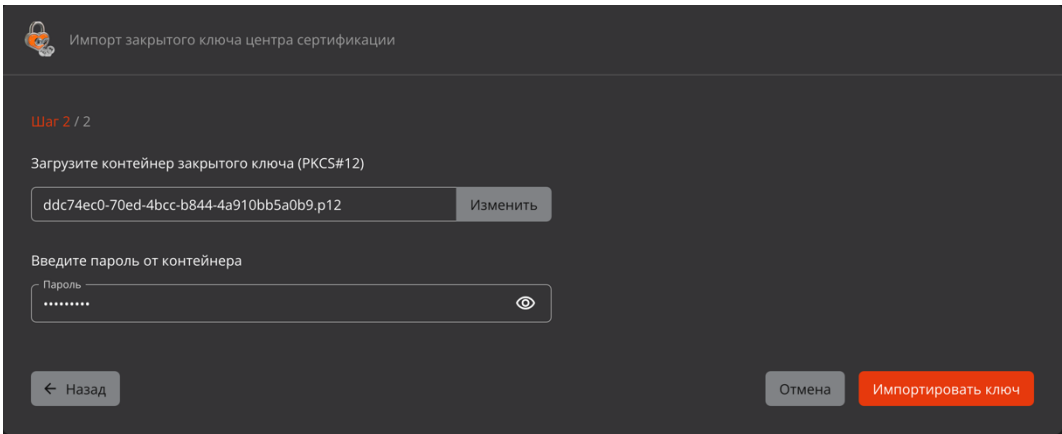 Импорт закрытого ключа центра сертификации
Шаг 2 / 2
Загрузите контейнер закрытого ключа (PKCS#12)
ddc74ec0-70ed-4bcc-b844-4a910bb5a0b9.p12 Изменить
Введите пароль от контейнера
Пароль
•••••••••
← Назад Отмена Импортировать ключ